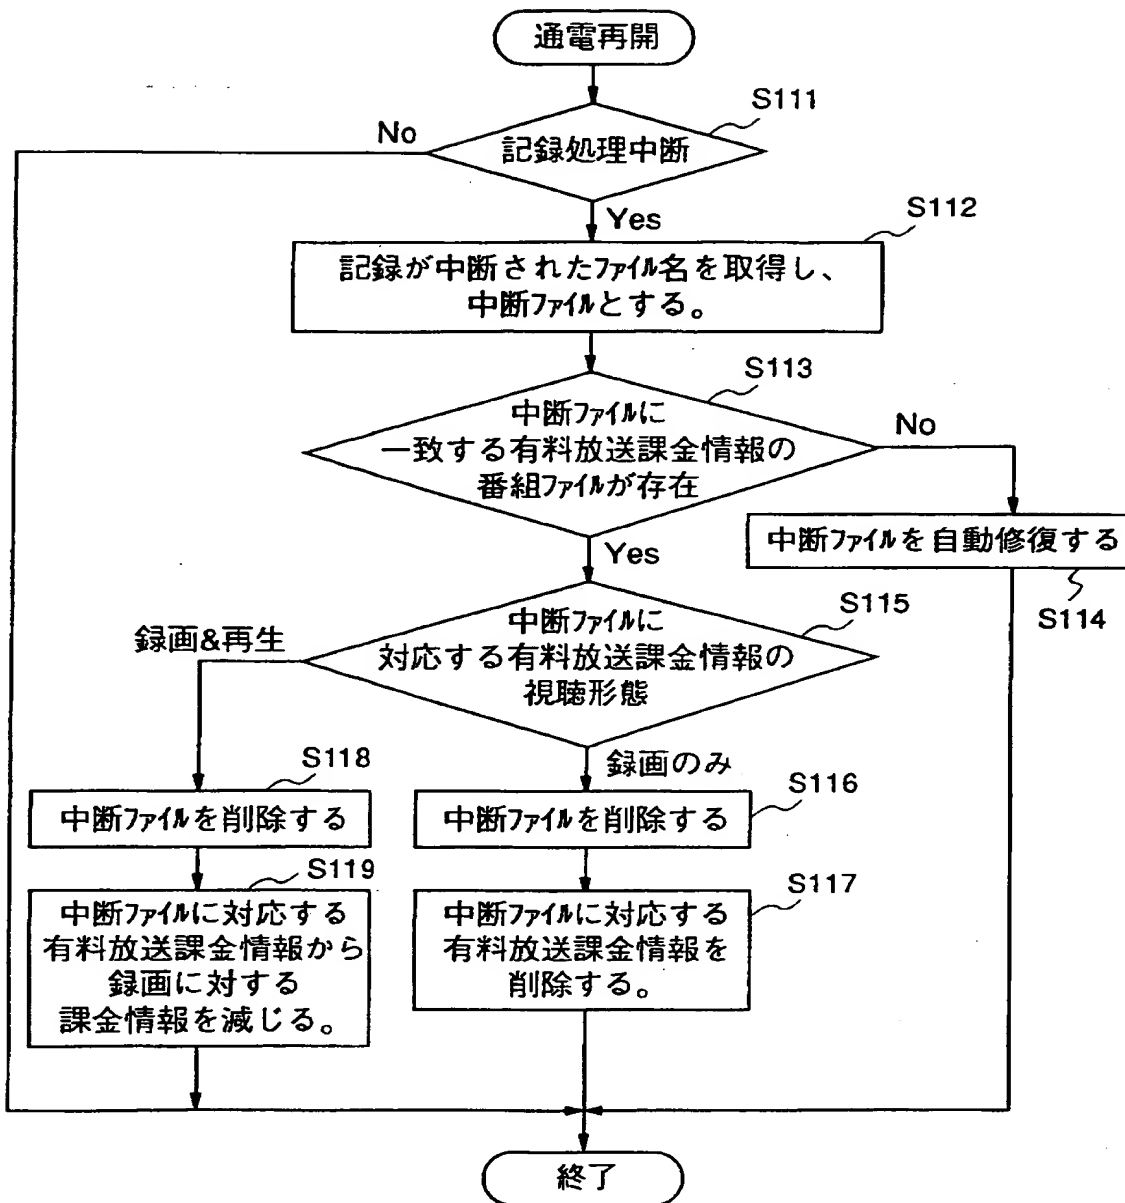 通電再開
S111
No
記録処理中断
Yes
S112
記録が中断されたファイル名を取得し、
中断ファイルとする。
S113
中断ファイルに
一致する有料放送課金情報の
番組ファイルが存在
No
Yes
中断ファイルを自動修復する
S114
S115
中断ファイルに
対応する有料放送課金情報の
視聴形態
録画&再生
録画のみ
S118
中断ファイルを削除する
S116
中断ファイルを削除する
S119
中断ファイルに対応する
有料放送課金情報から
録画に対する
課金情報を減じる。
S117
中断ファイルに対応する
有料放送課金情報を
削除する。
終了